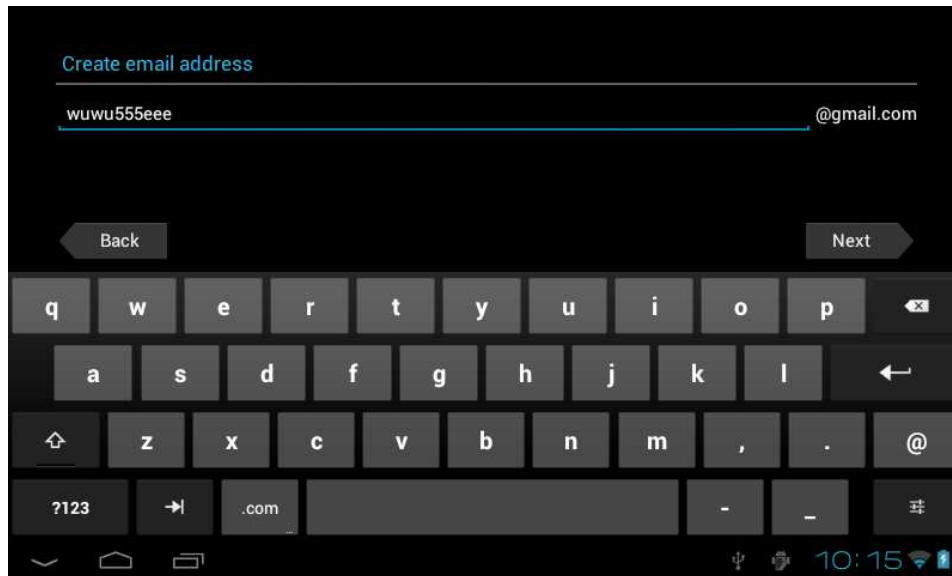 Create email address
wuwu555eee @gmail.com
Back Next
q w e r t y u i o p
a s d f g h j k l
z x c v b n m , . @
?123 .com - _
10:15